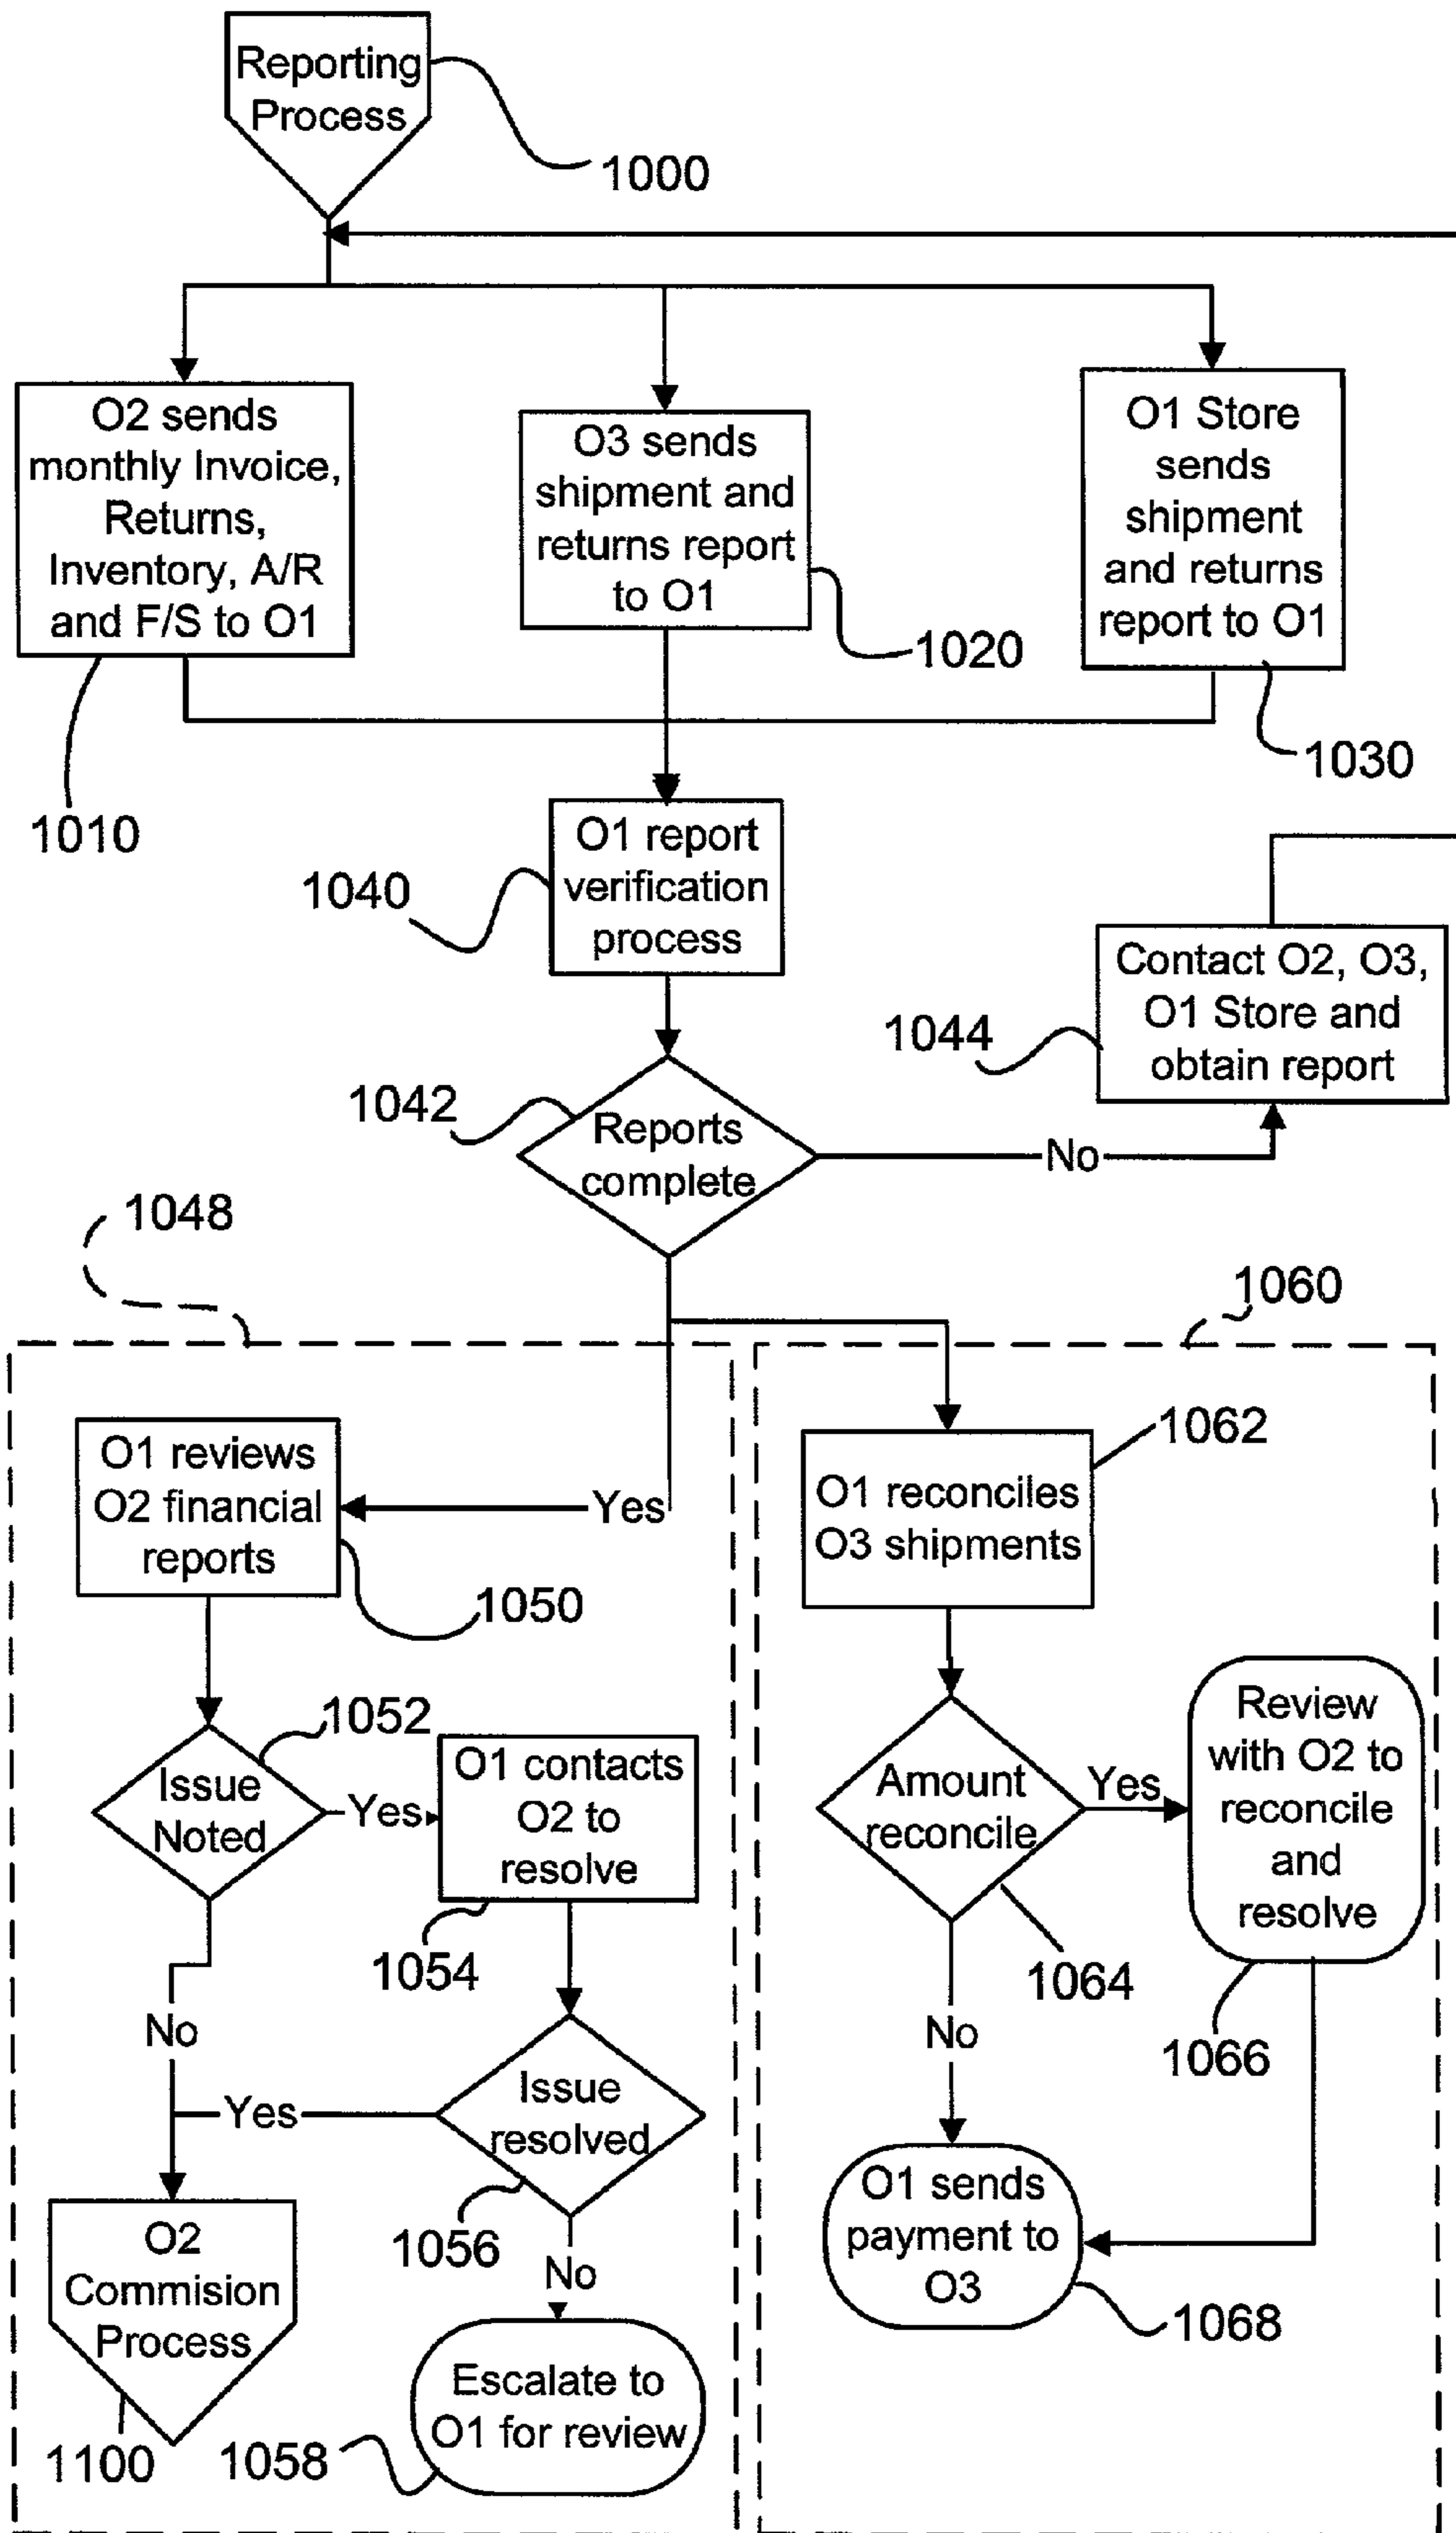 Reporting
Process
1000
O2 sends
monthly Invoice,
Returns,
Inventory, A/R
and F/S to O1
1010
O3 sends
shipment and
returns report
to O1
1020
O1 Store
sends
shipment
and returns
report to O1
1030
O1 report
verification
process
1040
Contact O2, O3,
O1 Store and
obtain report
1044
Reports
complete
1042
No
1048
1060
O1 reviews
O2 financial
reports
Yes
1050
O1 reconciles
O3 shipments
1062
Issue
Noted
1052
Yes
O1 contacts
O2 to
resolve
1054
Amount
reconcile
Yes
1064
Review
with O2 to
reconcile
and
resolve
1066
No
No
Issue
resolved
Yes
1056
No
O1 sends
payment to
O3
1068
O2
Commision
Process
1100
Escalate to
O1 for review
1058